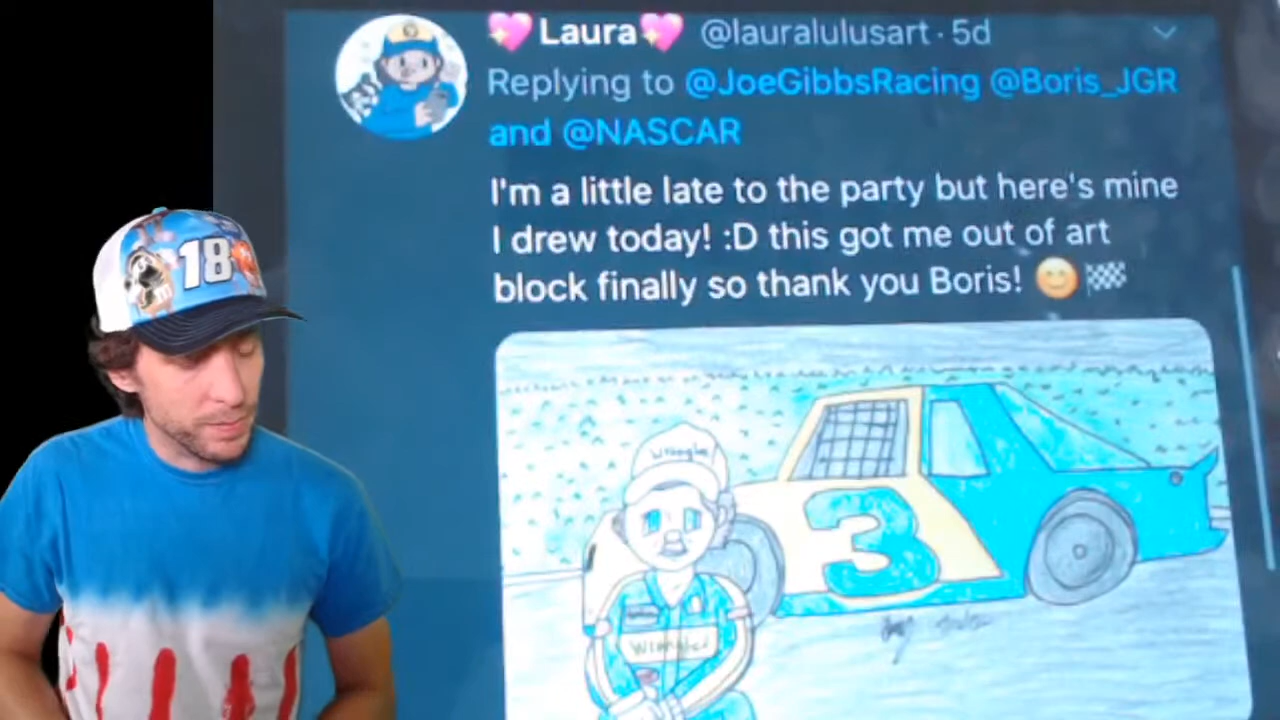 Laura @lauralulusart · 5d
Replying to @JoeGibbsRacing @Boris_JGR
and @NASCAR
I'm a little late to the party but here's mine
I drew today! :D this got me out of art
block finally so thank you Boris!
18
Wrangler
3
Wrangler